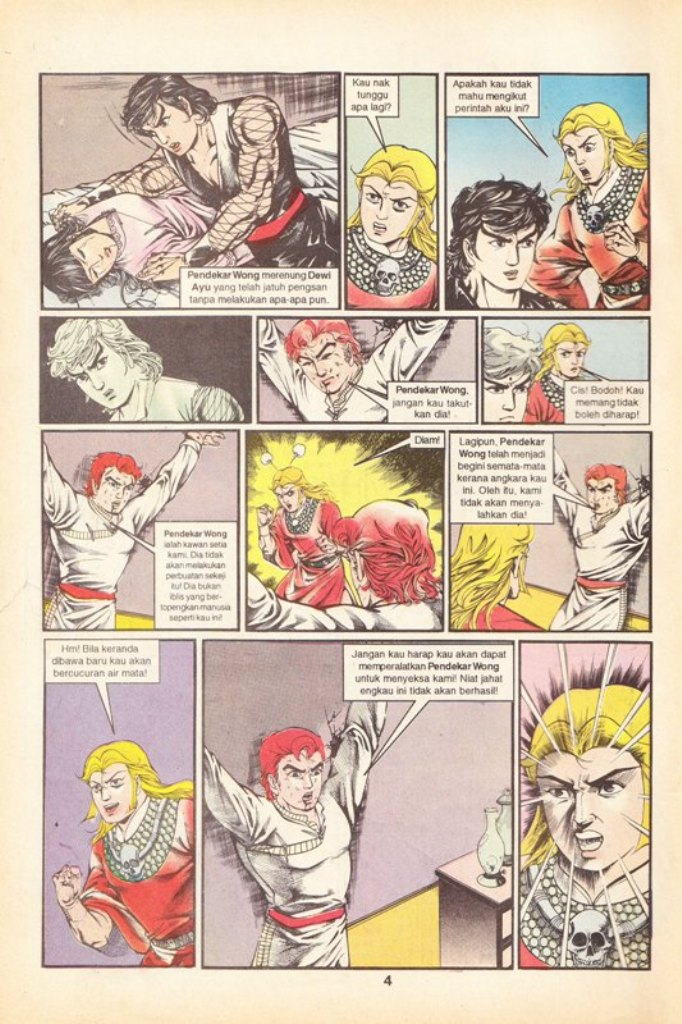 Pendekar Wong merenung Dewi
Ayu yang telah jatuh pengsan
tanpa melakukan apa-apa pun.
Kau nak
tunggu
apa lagi?
Apakah kau tidak
mahu mengikut
perintah aku ini?
Pendekar Wong,
jangan kau takut-
kan dia!
Cis! Bodoh! Kau
memang tidak
boleh diharap!
Pendekar Wong
ialah kawan setia
kami. Dia tidak
akan melakukan
perbuatan sekeji
itu! Dia bukan
iblis yang ber-
topengkan manusia
seperti kau ini!
Diam!
Lagipun, Pendekar
Wong telah menjadi
begini semata-mata
kerana angkara kau
ini. Oleh itu, kami
tidak akan menya-
lahkan dia!
Hm! Bila keranda
dibawa baru kau akan
bercucuran air mata!
Jangan kau harap kau akan dapat
memperalatkan Pendekar Wong
untuk menyeksa kami! Niat jahat
engkau ini tidak akan berhasil!
4